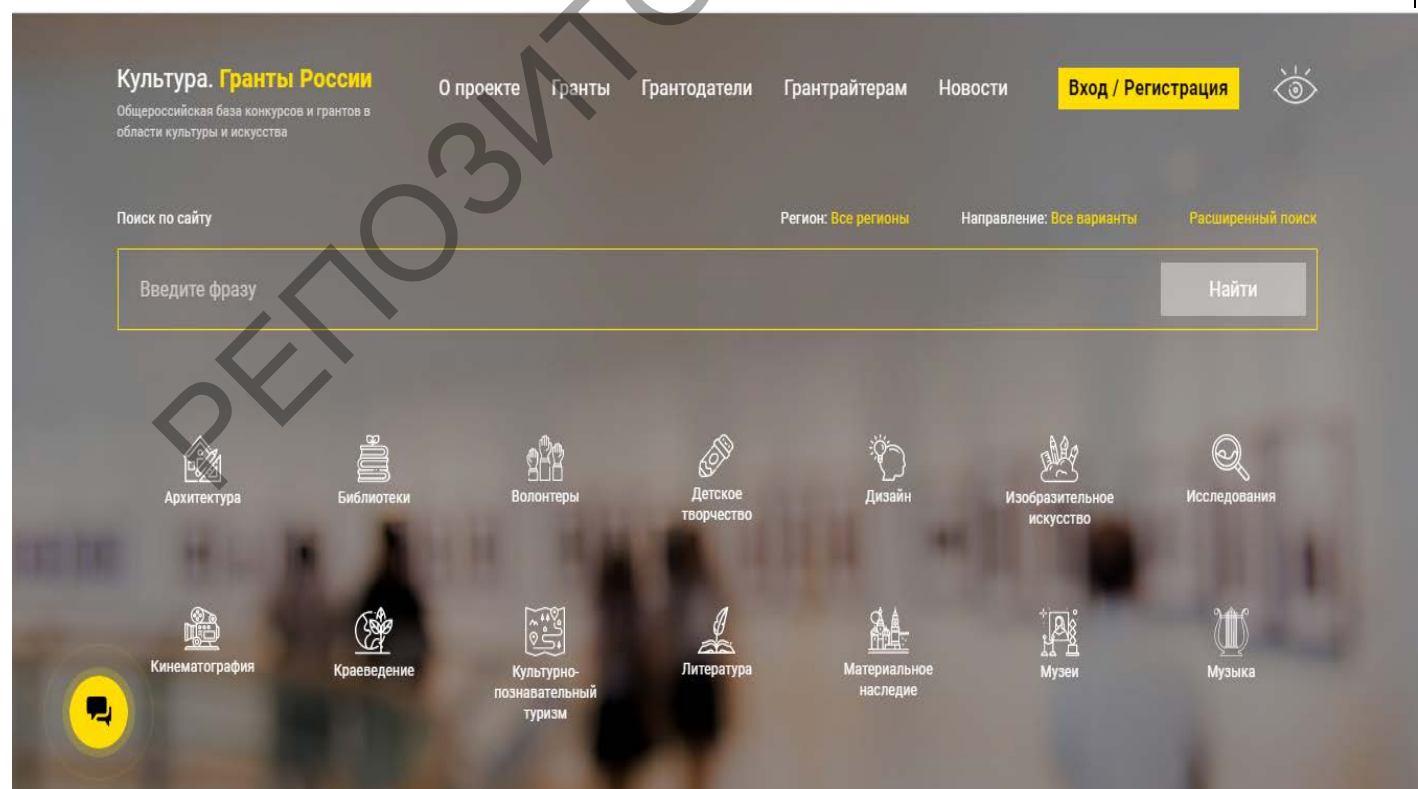 Культура. Гранты России
Общероссийская база конкурсов и грантов в
области культуры и искусства
О проекте
Гранты
Грантодатели
Грантрайтерам
Новости
Вход / Регистрация
Поиск по сайту
Регион: Все регионы
Направление: Все варианты
Расширенный поиск
Введите фразу
Найти
Архитектура
Библиотеки
Волонтеры
Детское
творчество
Дизайн
Изобразительное
искусство
Исследования
Кинематография
Краеведение
Культурно-
познавательный
туризм
Литература
Материальное
наследие
Музеи
Музыка
РЕПОЗИТО